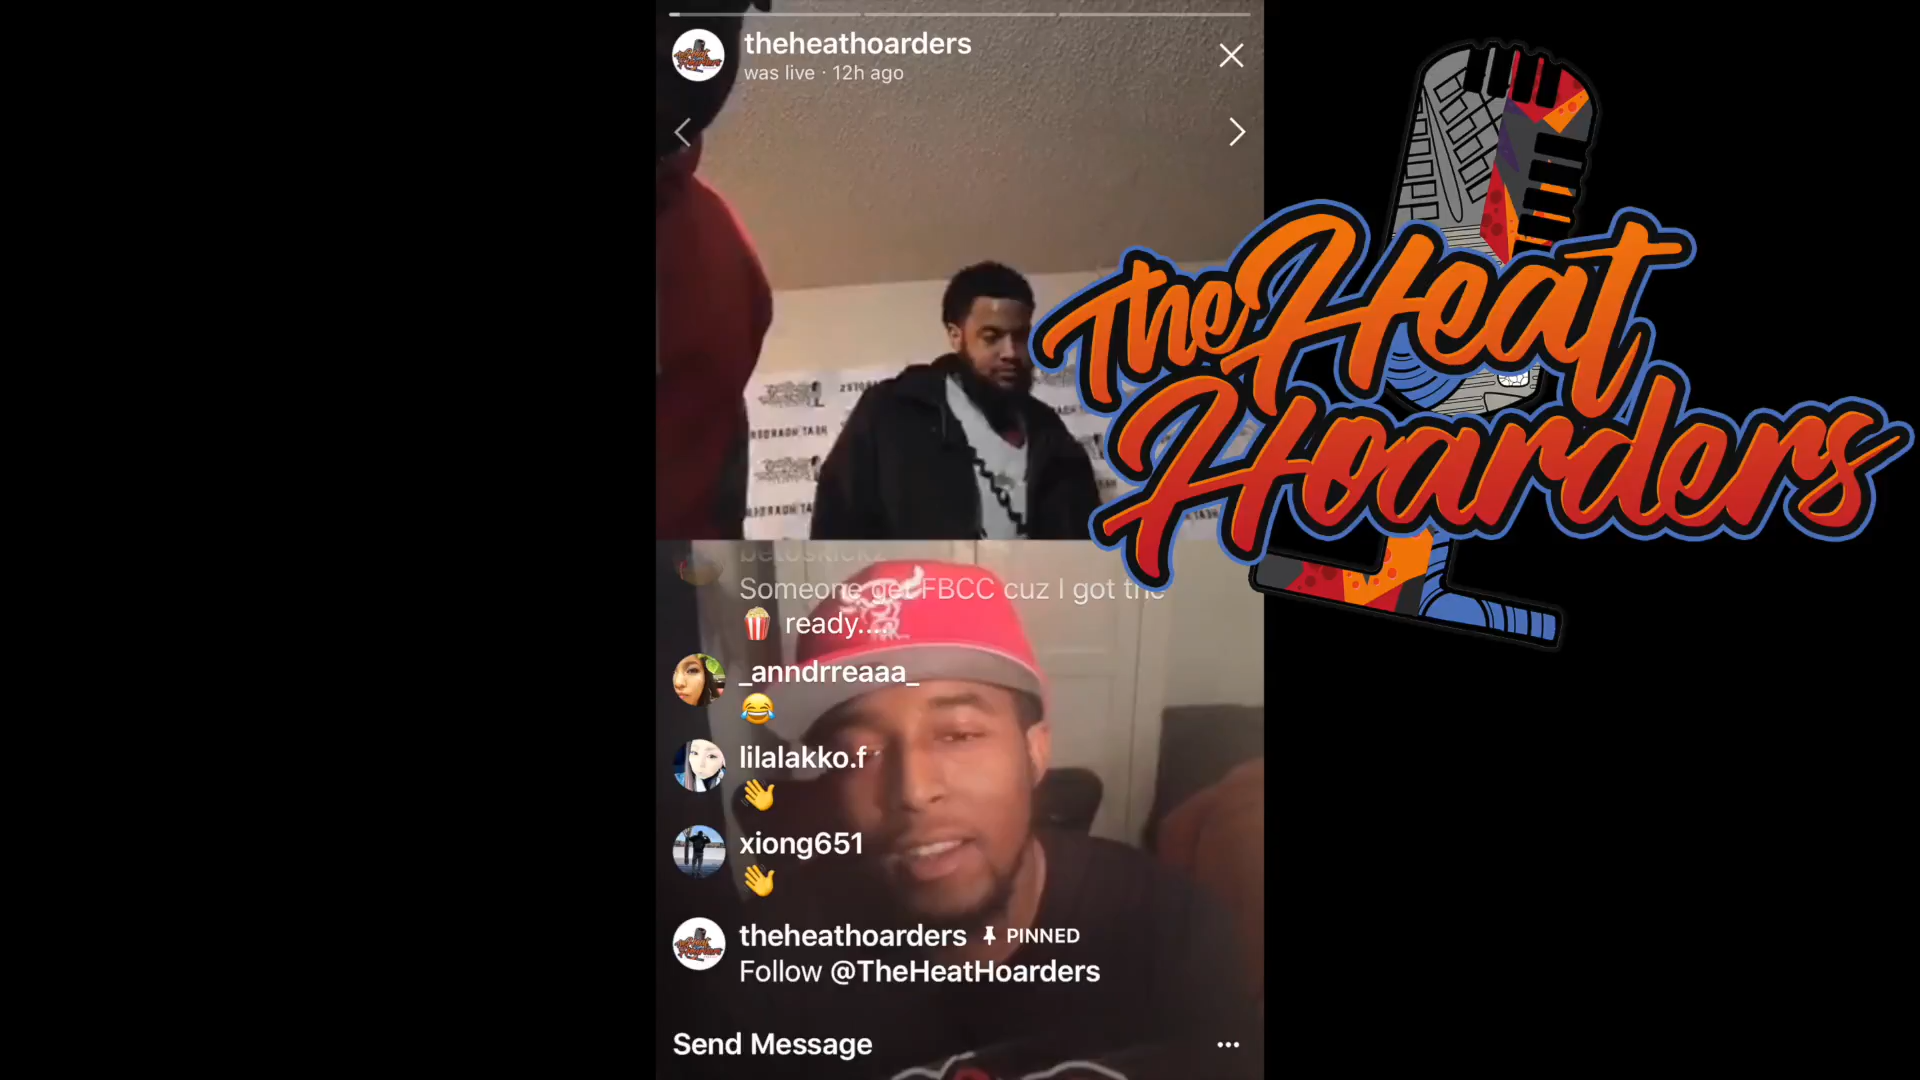 theheathoarders
was live · 12h ago
The Heat
Hoarders
betoskickz
Someone get FBCC cuz I got the
🍿 ready....
_anndrreaaa_
😂
lilalakko.f
👋
xiong651
👋
theheathoarders PINNED
Follow @TheHeatHoarders
Send Message